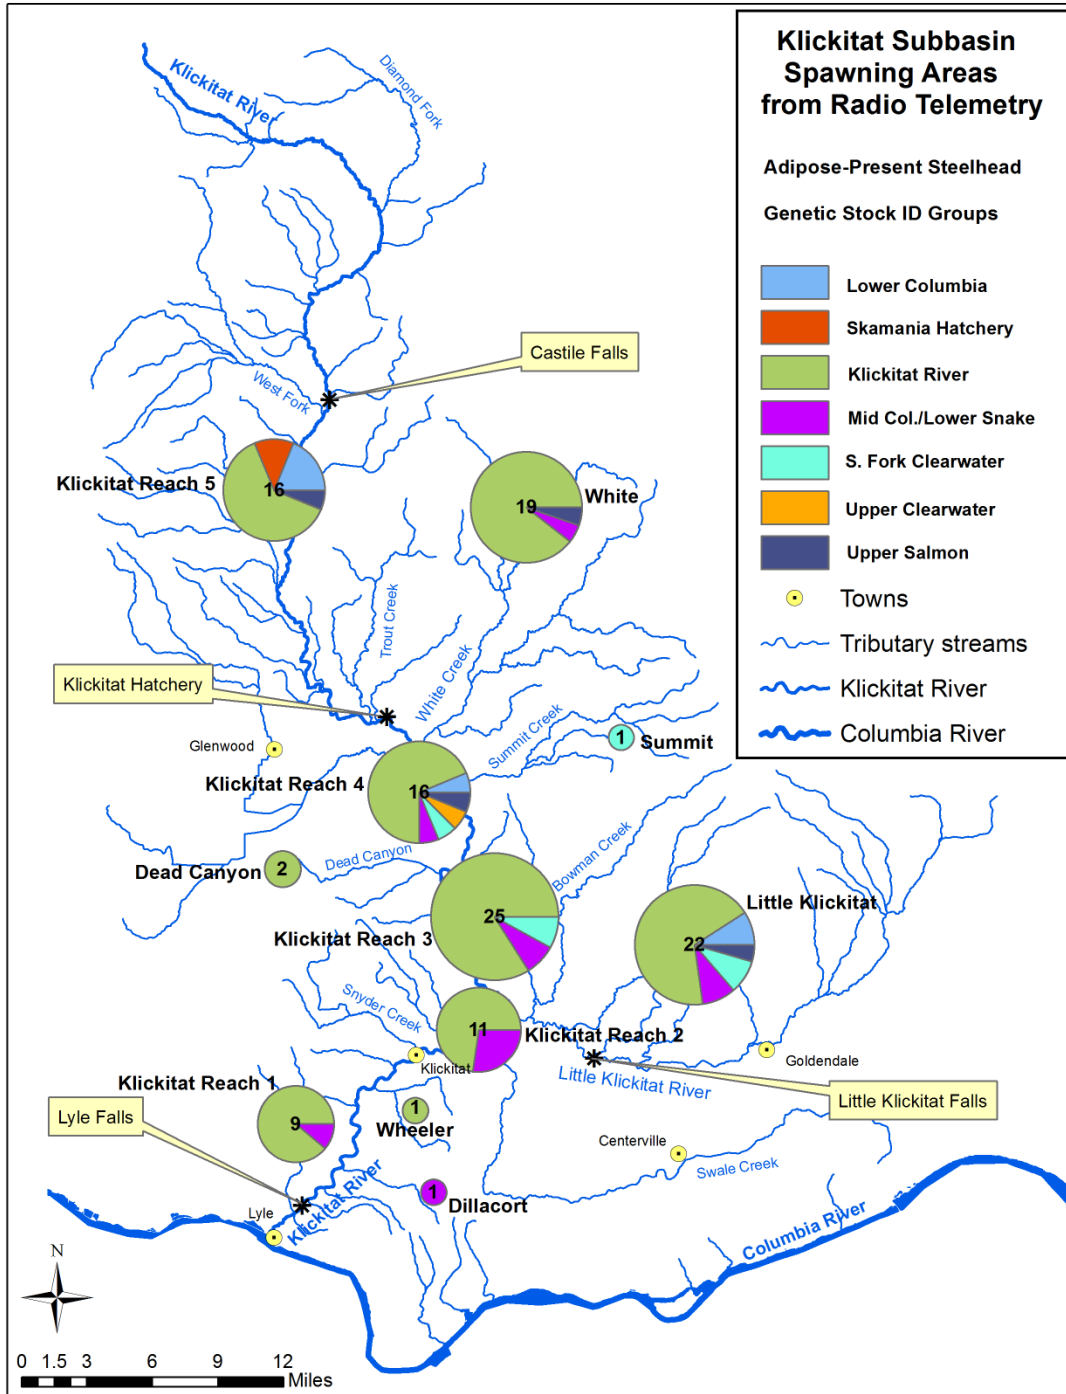 Klickitat Subbasin
Spawning Areas
from Radio Telemetry
Adipose-Present Steelhead
Genetic Stock ID Groups
Lower Columbia
Skamania Hatchery
Klickitat River
Mid Col./Lower Snake
S. Fork Clearwater
Upper Clearwater
Upper Salmon
Towns
Tributary streams
Klickitat River
Columbia River
Klickitat River
Diamond Fork
Castile Falls
West Fork
Klickitat Reach 5
16
19
White
Trout Creek
White Creek
Klickitat Hatchery
Glenwood
Summit Creek
1
Summit
Klickitat Reach 4
16
Dead Canyon
2
Dead Canyon
Bowman Creek
Klickitat Reach 3
25
Little Klickitat
22
Snyder Creek
11
Klickitat Reach 2
Klickitat
Goldendale
Little Klickitat River
Little Klickitat Falls
Klickitat Reach 1
9
Lyle Falls
1
Wheeler
Centerville
Swale Creek
1
Dillacort
Klickitat River
Lyle
Columbia River
N
0 1.5 3 6 9 12
Miles